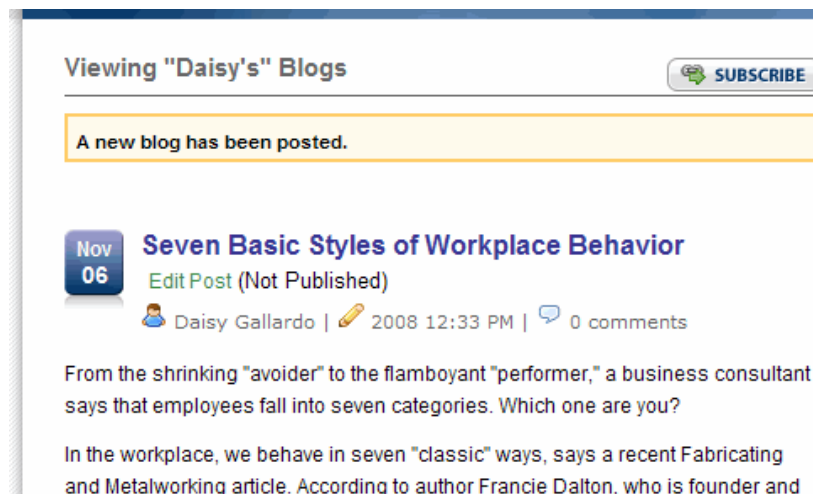 Viewing "Daisy's" Blogs
SUBSCRIBE
A new blog has been posted.
Nov
06
Seven Basic Styles of Workplace Behavior
Edit Post (Not Published)
Daisy Gallardo | 2008 12:33 PM | 0 comments
From the shrinking "avoider" to the flamboyant "performer," a business consultant
says that employees fall into seven categories. Which one are you?
In the workplace, we behave in seven "classic" ways, says a recent Fabricating
and Metalworking article. According to author Francie Dalton, who is founder and